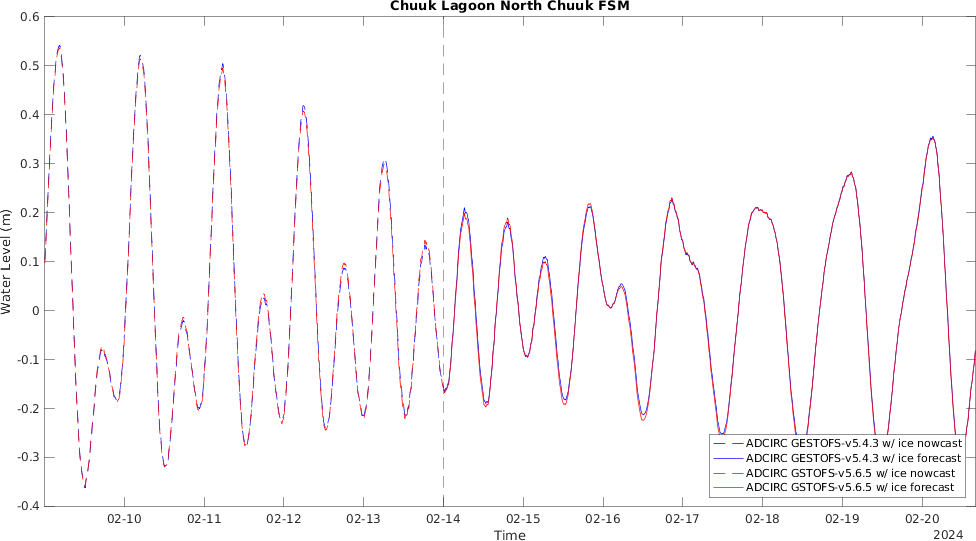 Chuuk Lagoon North Chuuk FSM
0.6
0.5
0.4
0.3
0.2
0.1
0
-0.1
-0.2
-0.3
-0.4
Water Level (m)
ADCIRC GESTOFS-v5.4.3 w/ ice nowcast
ADCIRC GESTOFS-v5.4.3 w/ ice forecast
ADCIRC GSTOFS-v5.6.5 w/ ice nowcast
ADCIRC GSTOFS-v5.6.5 w/ ice forecast
02-10 02-11 02-12 02-13 02-14 02-15 02-16 02-17 02-18 02-19 02-20
Time
2024